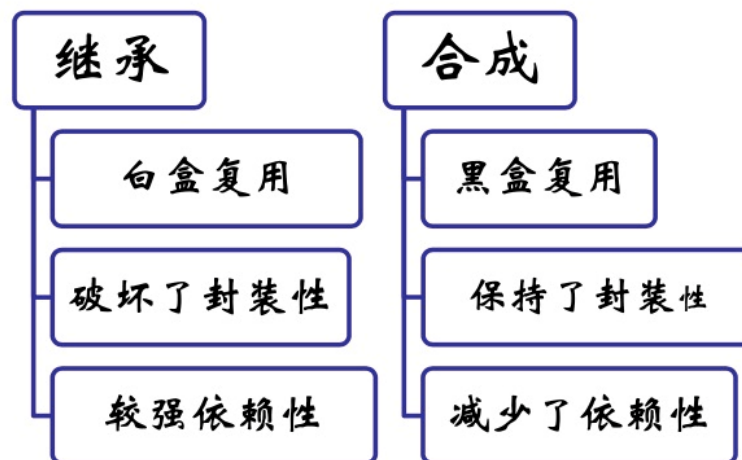 继承
白盒复用
破坏了封装性
较强依赖性
合成
黑盒复用
保持了封装性
减少了依赖性